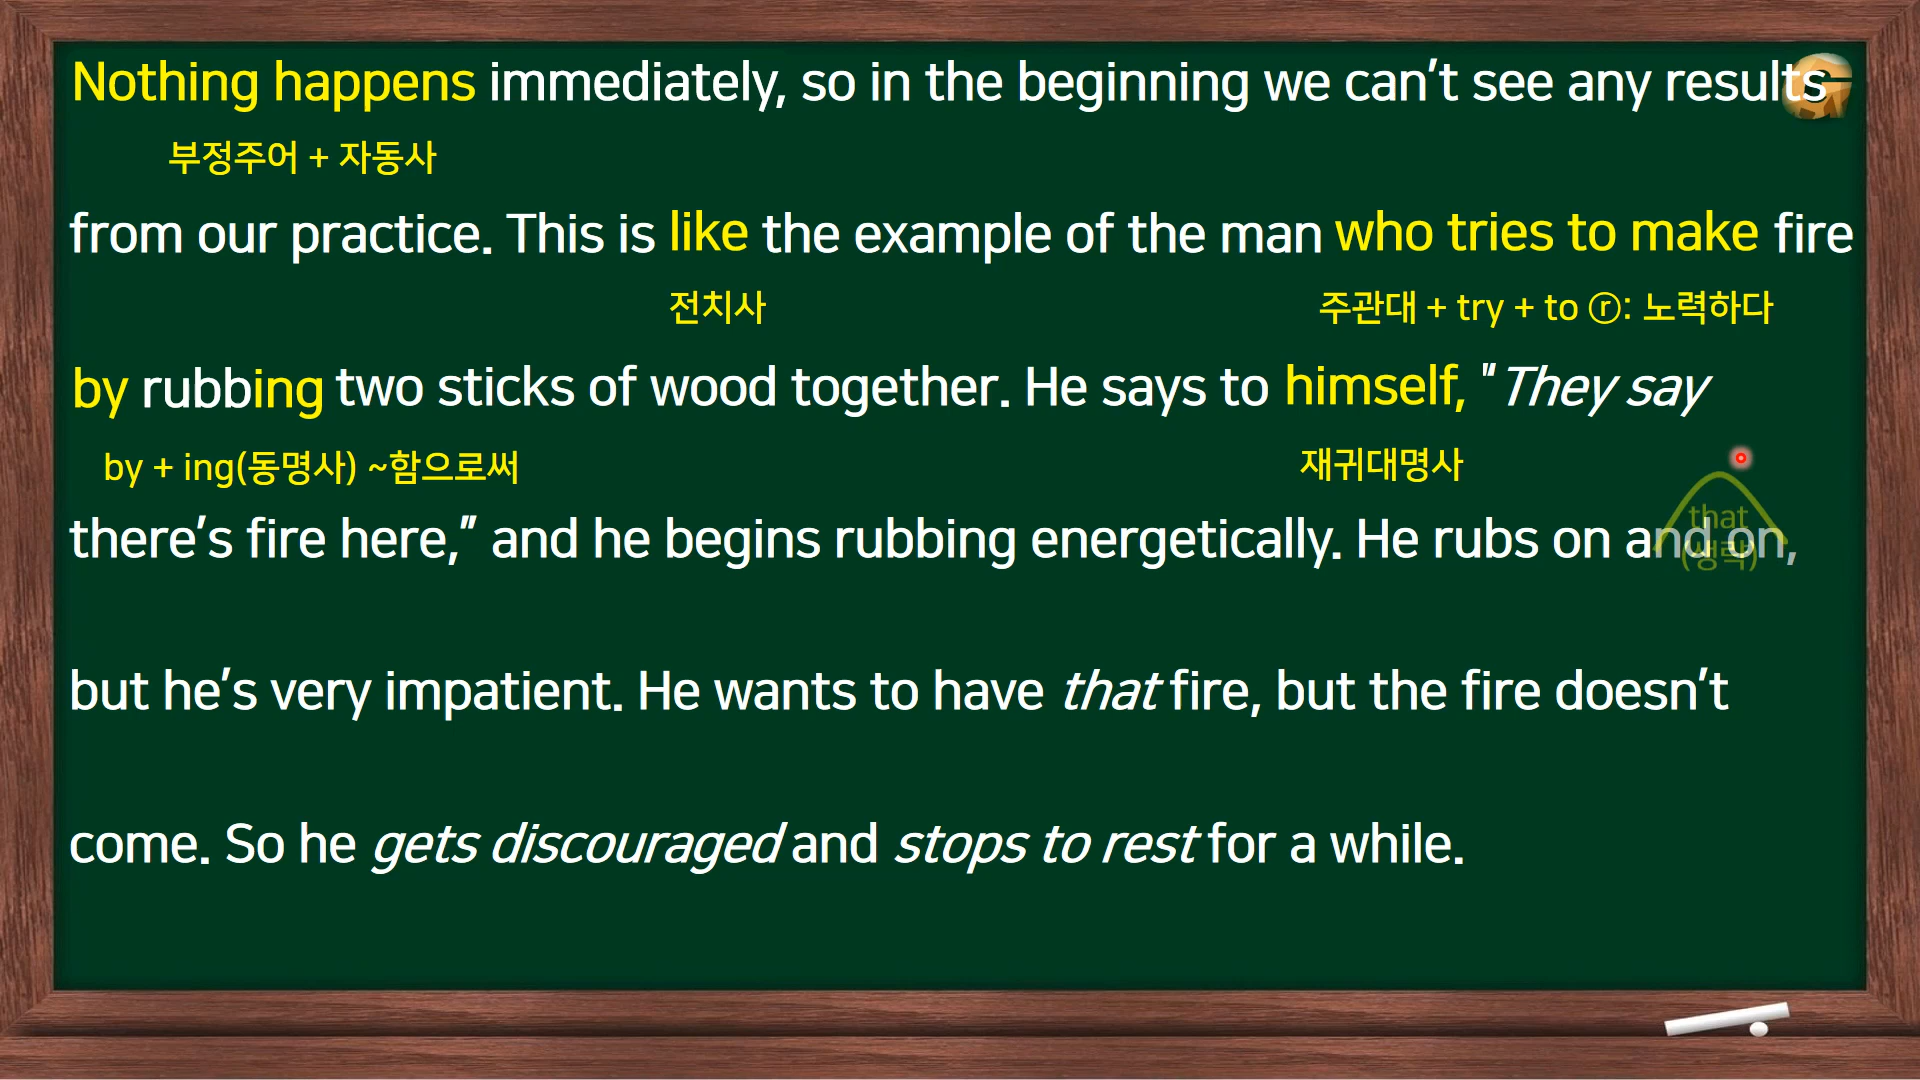 Nothing happens immediately, so in the beginning we can't see any results
부정주어 + 자동사
from our practice. This is like the example of the man who tries to make fire
전치사
주관대 + try + to ⓡ: 노력하다
by rubbing two sticks of wood together. He says to himself, "They say
by + ing(동명사) ~함으로써
재귀대명사
that
(생략)
there's fire here," and he begins rubbing energetically. He rubs on and on,
but he's very impatient. He wants to have that fire, but the fire doesn't
come. So he gets discouraged and stops to rest for a while.